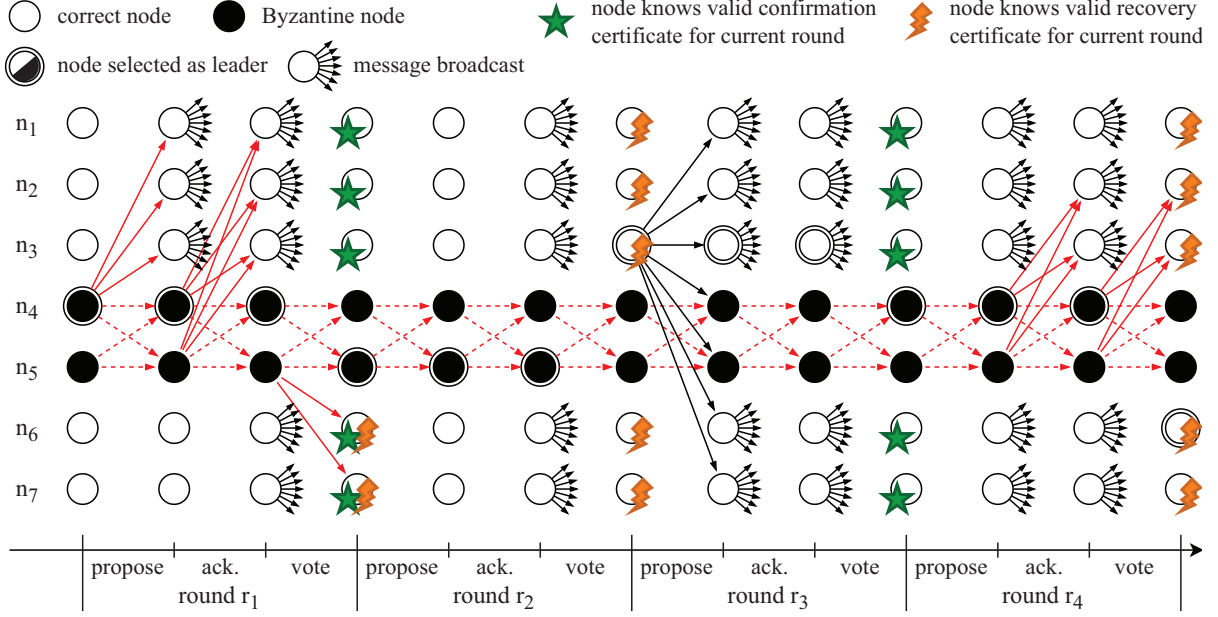 correct node
Byzantine node
node knows valid confirmation
certificate for current round
node knows valid recovery
certificate for current round
node selected as leader
message broadcast
n1
n2
n3
n4
n5
n6
n7
propose ack. vote propose ack. vote propose ack. vote propose ack. vote
round r1 round r2 round r3 round r4